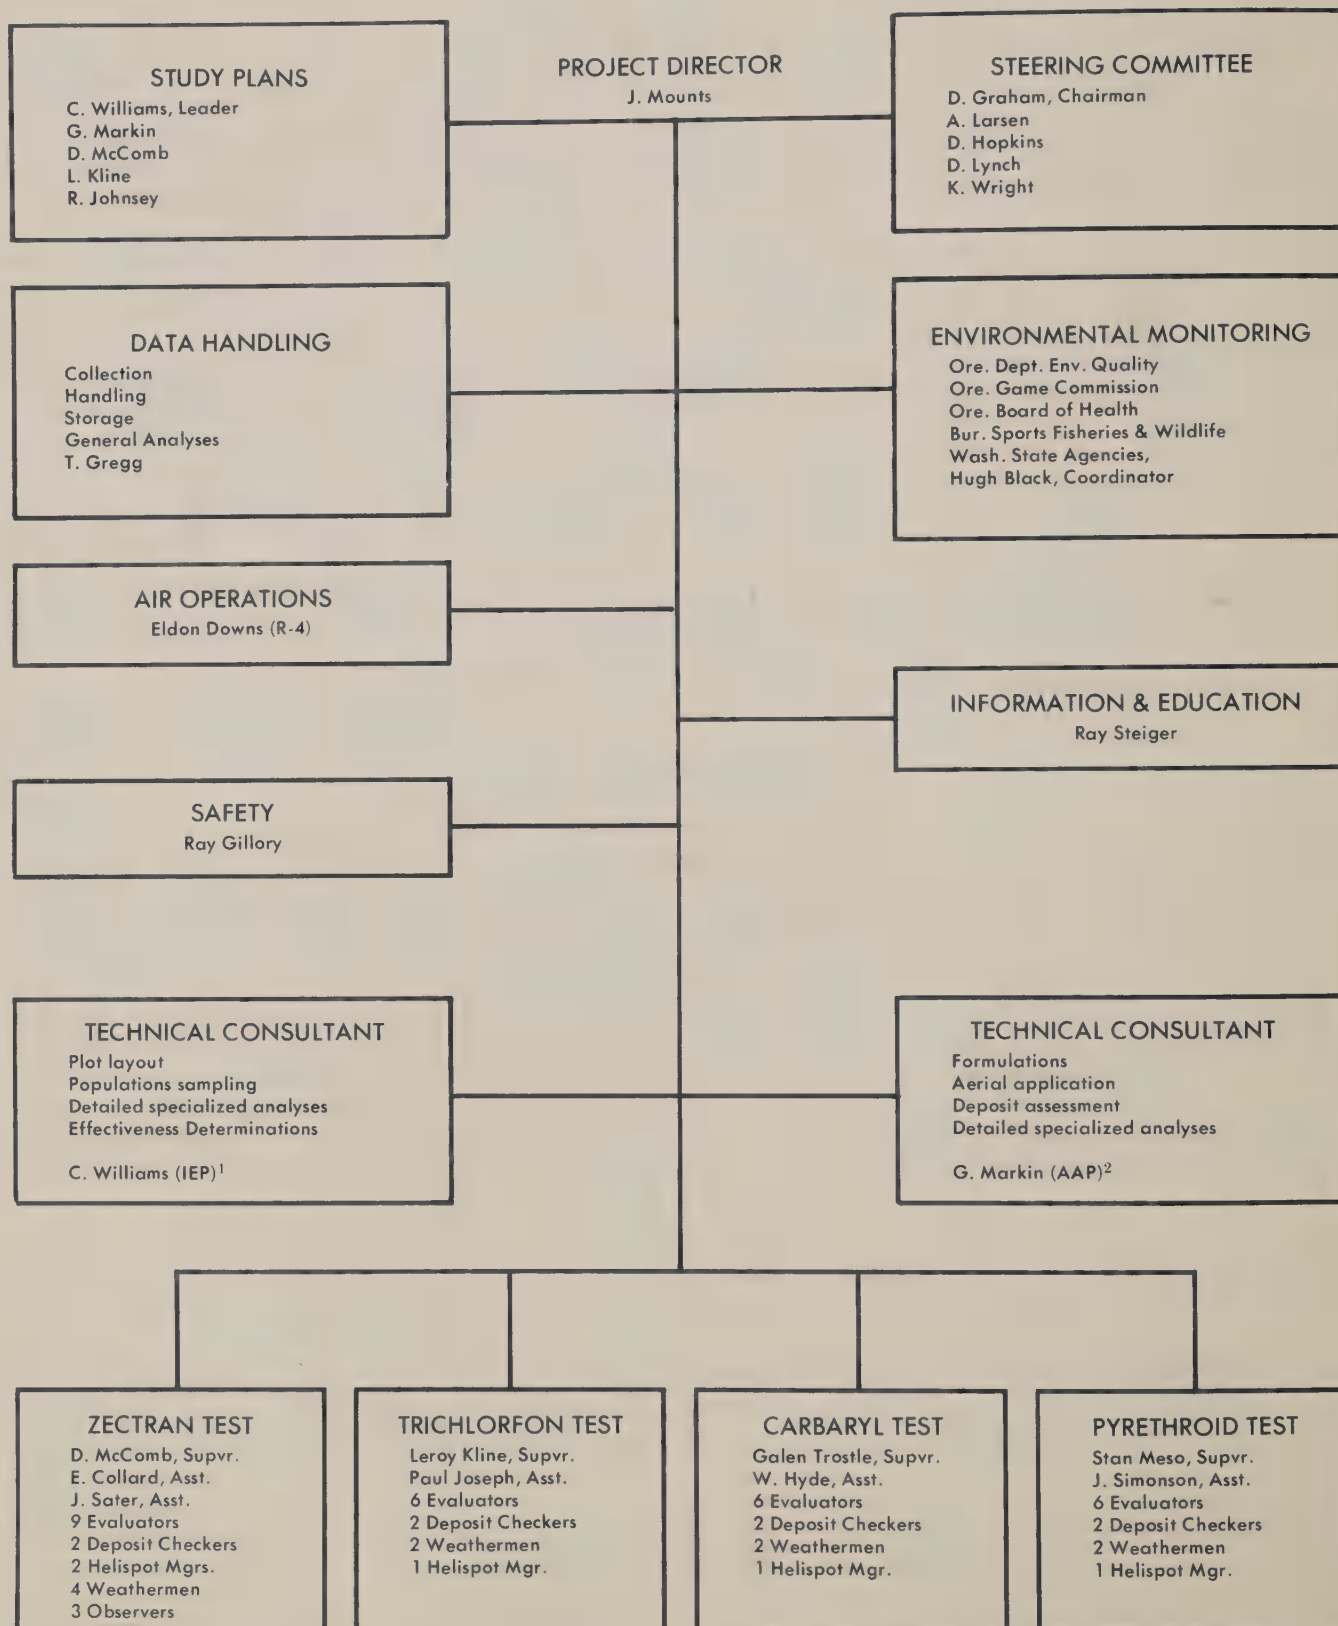 STUDY PLANS
C. Williams, Leader
G. Markin
D. McComb
L. Kline
R. Johnsey
PROJECT DIRECTOR
J. Mounts
STEERING COMMITTEE
D. Graham, Chairman
A. Larsen
D. Hopkins
D. Lynch
K. Wright
DATA HANDLING
Collection
Handling
Storage
General Analyses
T. Gregg
ENVIRONMENTAL MONITORING
Ore. Dept. Env. Quality
Ore. Game Commission
Ore. Board of Health
Bur. Sports Fisheries & Wildlife
Wash. State Agencies,
Hugh Black, Coordinator
AIR OPERATIONS
Eldon Downs (R-4)
INFORMATION & EDUCATION
Ray Steiger
SAFETY
Ray Gillory
TECHNICAL CONSULTANT
Plot layout
Populations sampling
Detailed specialized analyses
Effectiveness Determinations
C. Williams (IEP)¹
TECHNICAL CONSULTANT
Formulations
Aerial application
Deposit assessment
Detailed specialized analyses
G. Markin (AAP)²
ZECTRAN TEST
D. McComb, Supvr.
E. Collard, Asst.
J. Sater, Asst.
9 Evaluators
2 Deposit Checkers
2 Helispot Mgrs.
4 Weathermen
3 Observers
TRICHLORFON TEST
Leroy Kline, Supvr.
Paul Joseph, Asst.
6 Evaluators
2 Deposit Checkers
2 Weathermen
1 Helispot Mgr.
CARBARYL TEST
Galen Trostle, Supvr.
W. Hyde, Asst.
6 Evaluators
2 Deposit Checkers
2 Weathermen
1 Helispot Mgr.
PYRETHROID TEST
Stan Meso, Supvr.
J. Simonson, Asst.
6 Evaluators
2 Deposit Checkers
2 Weathermen
1 Helispot Mgr.